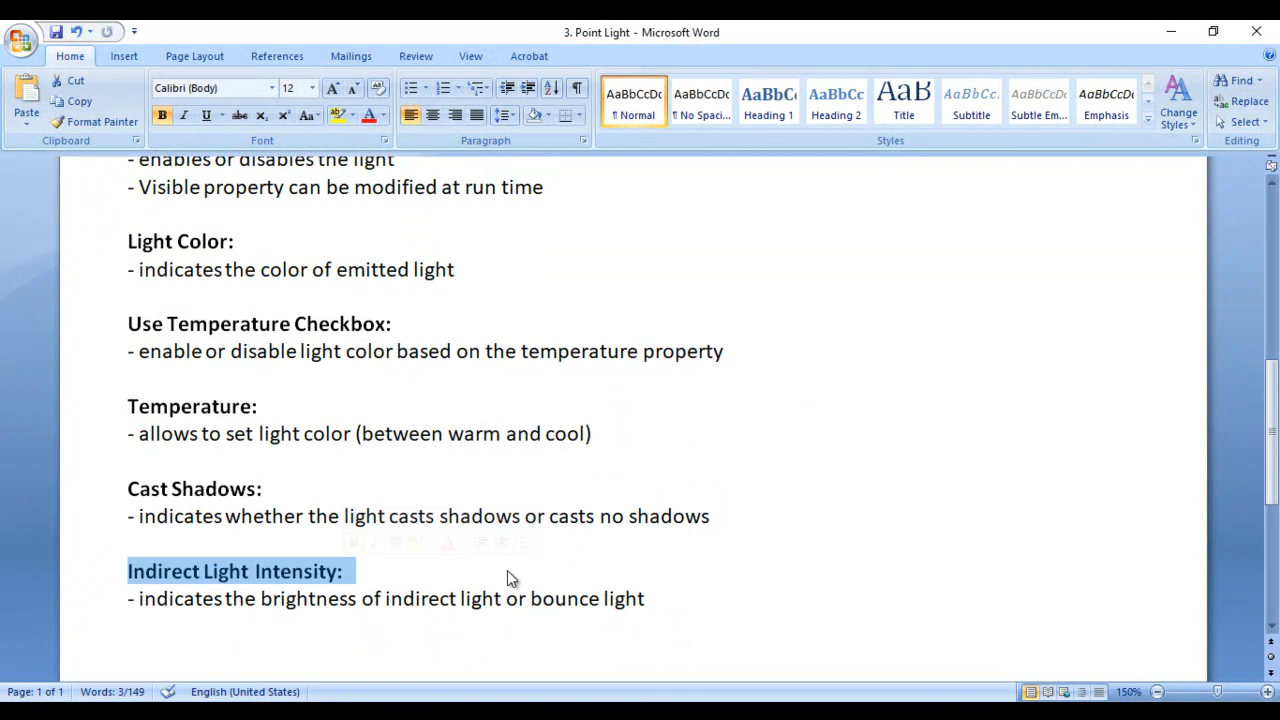 3. Point Light - Microsoft Word
Home Insert Page Layout References Mailings Review View Acrobat
Paste
Cut
Copy
Format Painter
Clipboard
Calibri (Body) 12
B I U abc x₂ x² Aa
Font
Paragraph
AaBbCcDc AaBbCcDc AaBbC AaBbCc AaB AaBbCc. AaBbCcDc AaBbCcDc
¶ Normal ¶ No Spaci... Heading 1 Heading 2 Title Subtitle Subtle Em... Emphasis
Change Styles
Styles
Find
Replace
Select
Editing
- enables or disables the light
- Visible property can be modified at run time
Light Color:
- indicates the color of emitted light
Use Temperature Checkbox:
- enable or disable light color based on the temperature property
Temperature:
- allows to set light color (between warm and cool)
Cast Shadows:
- indicates whether the light casts shadows or casts no shadows
Indirect Light Intensity:
- indicates the brightness of indirect light or bounce light
Page: 1 of 1 Words: 3/149 English (United States) 150%